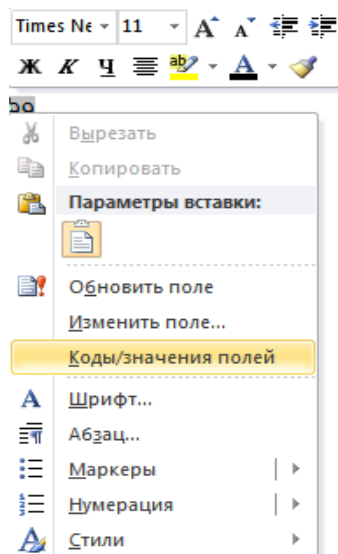 Times Ne 11 А А
Ж К Ч ab А
Вырезать
Копировать
Параметры вставки:
Обновить поле
Изменить поле...
Коды/значения полей
А Шрифт...
Абзац...
Маркеры
Нумерация
А Стили